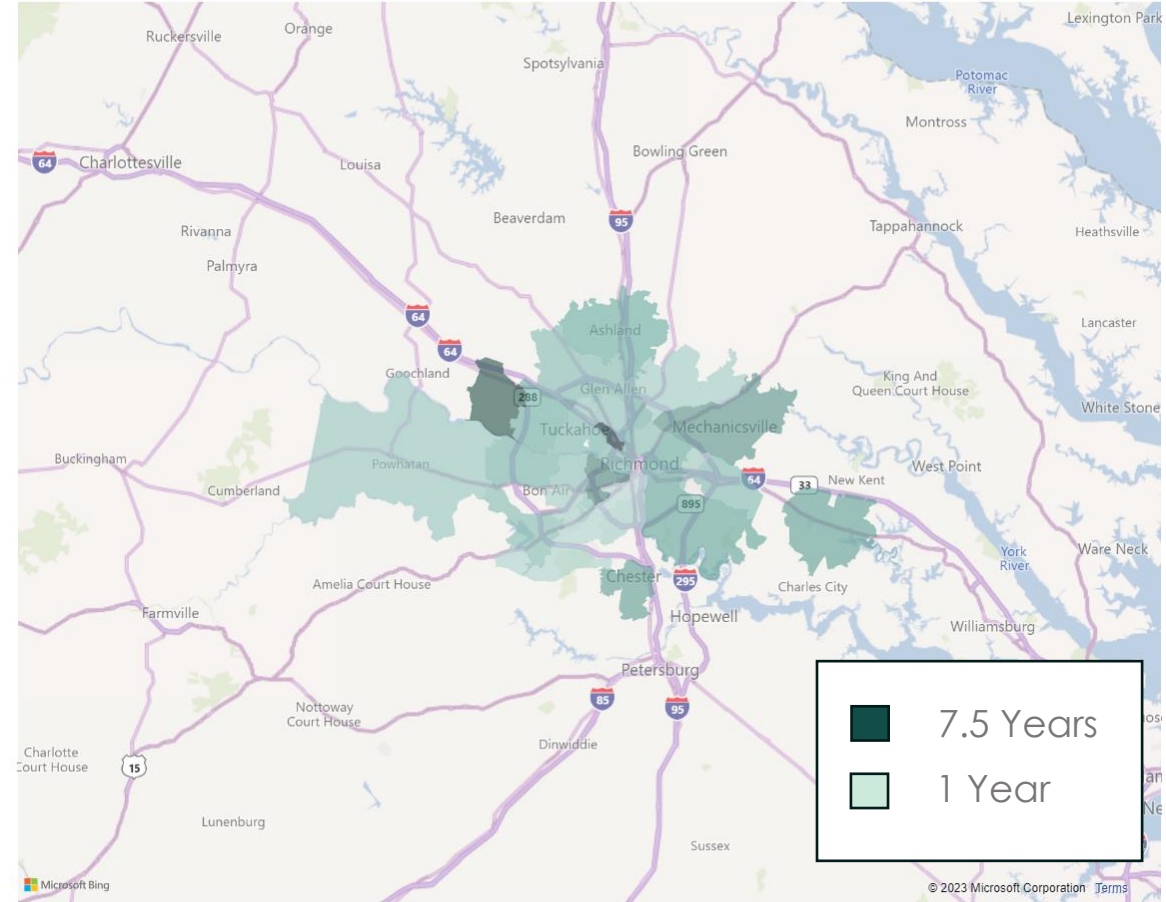 Lexington Park
Ruckersville
Orange
Spotsylvania
Potomac
River
Montross
64
Charlottesville
Louisa
Bowling Green
Beaverdam
95
Tappahannock
Heathsville
Rivanna
Palmyra
64
Lancaster
Ashland
64
Goochland
Glen Allen
King And
Queen Court House
288
White Stone
Tuckahoe
Mechanicsville
Buckingham
Powhatan
Richmond
West Point
Cumberland
Bon Air
64
33
New Kent
895
York
River
Ware Neck
Amelia Court House
Chester
295
Charles City
Farmville
Hopewell
Williamsburg
Petersburg
85
95
Nottoway
Court House
Dinwiddie
7.5 Years
Charlotte
Court House
15
1 Year
Lunenburg
Sussex
Microsoft Bing
© 2023 Microsoft Corporation Terms